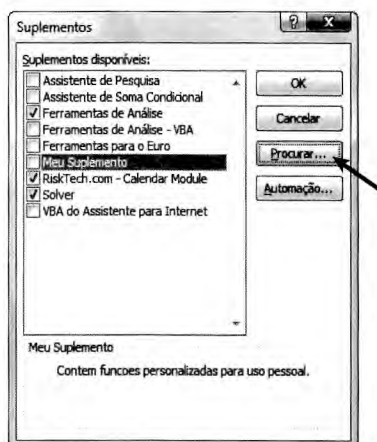 Suplementos
Suplementos disponíveis:
Assistente de Pesquisa
Assistente de Soma Condicional
Ferramentas de Análise
Ferramentas de Análise - VBA
Ferramentas para o Euro
Meu Suplemento
RiskTech.com - Calendar Module
Solver
VBA do Assistente para Internet
OK
Cancelar
Procurar...
Automação...
Meu Suplemento
Contem funcoes personalizadas para uso pessoal.